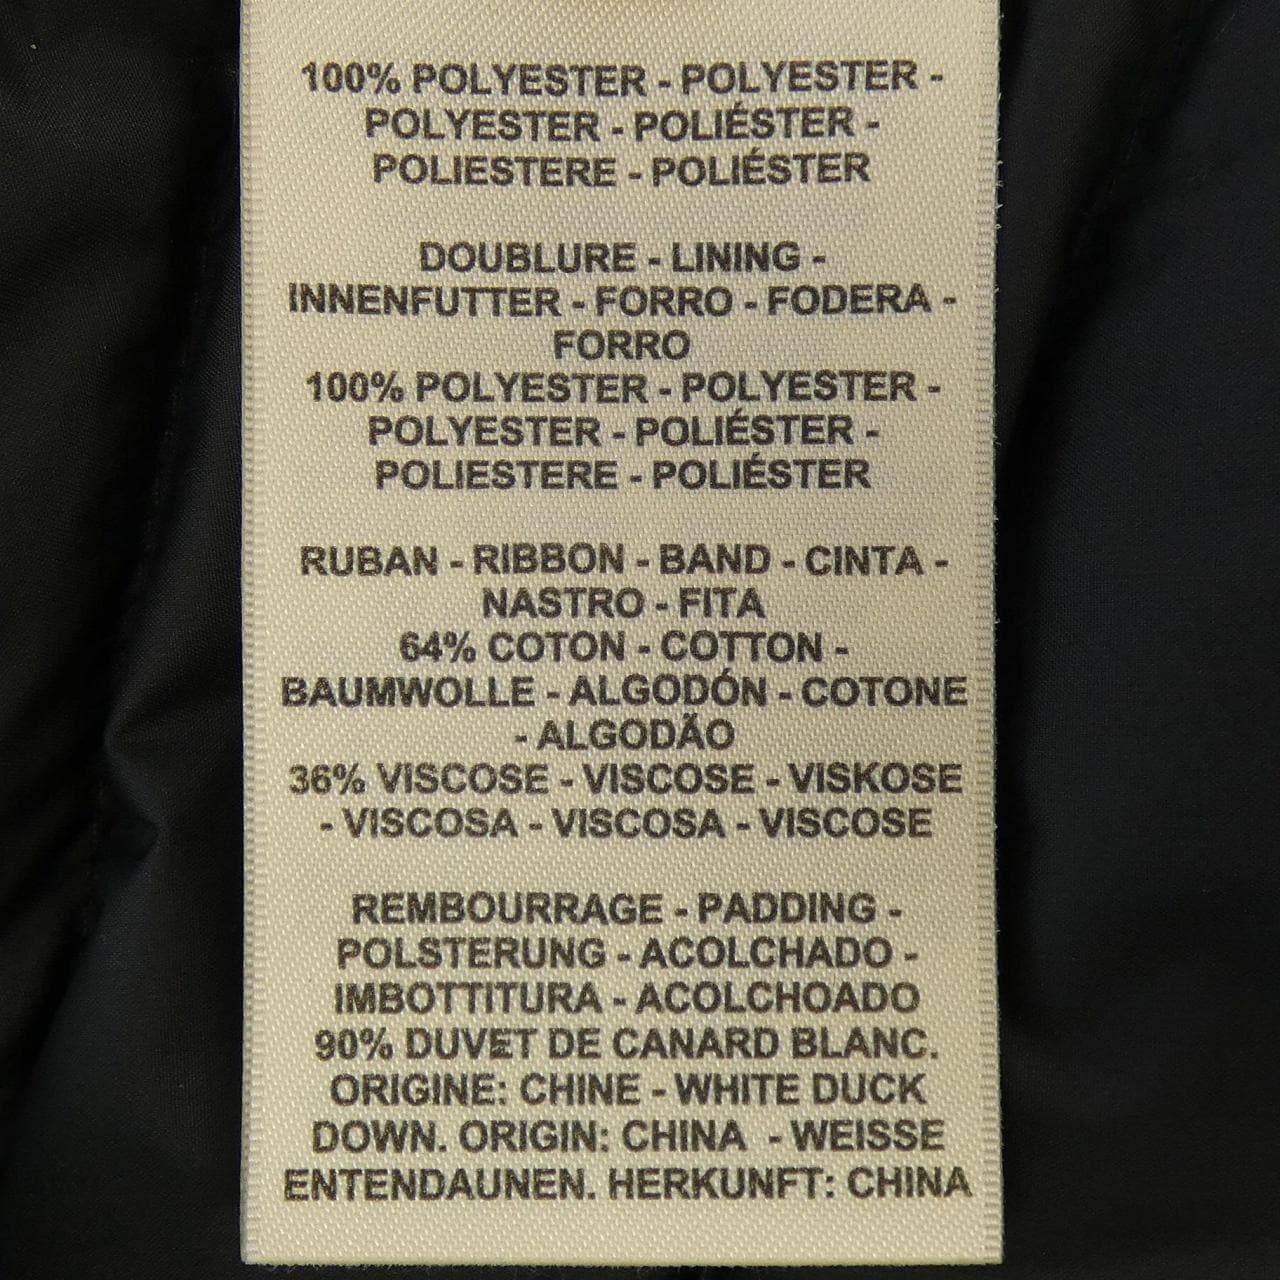 100% POLYESTER - POLYESTER -
POLYESTER - POLIÉSTER -
POLIESTERE - POLIÉSTER
DOUBLURE - LINING -
INNENFUTTER - FORRO - FODERA -
FORRO
100% POLYESTER - POLYESTER -
POLYESTER - POLIÉSTER -
POLIESTERE - POLIÉSTER
RUBAN - RIBBON - BAND - CINTA -
NASTRO - FITA
64% COTON - COTTON -
BAUMWOLLE - ALGODÓN - COTONE
- ALGODÃO
36% VISCOSE - VISCOSE - VISKOSE
- VISCOSA - VISCOSA - VISCOSE
REMBOURRAGE - PADDING -
POLSTERUNG - ACOLCHADO -
IMBOTTITURA - ACOLCHOADO
90% DUVET DE CANARD BLANC.
ORIGINE: CHINE - WHITE DUCK
DOWN. ORIGIN: CHINA - WEISSE
ENTENDAUNEN. HERKUNFT: CHINA